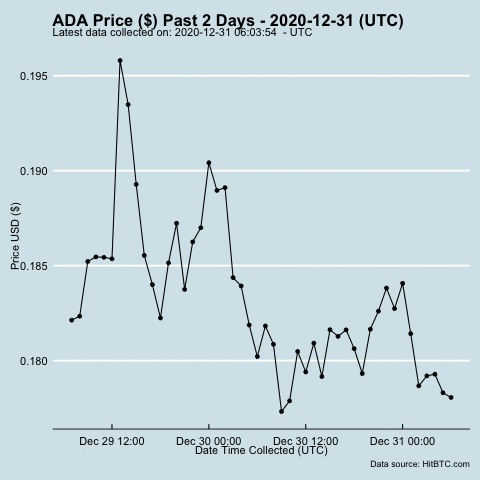 ADA Price ($) Past 2 Days - 2020-12-31 (UTC)
Latest data collected on: 2020-12-31 06:03:54  - UTC
0.195
0.190
0.185
0.180
Price USD ($)
Dec 29 12:00 Dec 30 00:00 Dec 30 12:00 Dec 31 00:00
Date Time Collected (UTC)
Data source: HitBTC.com